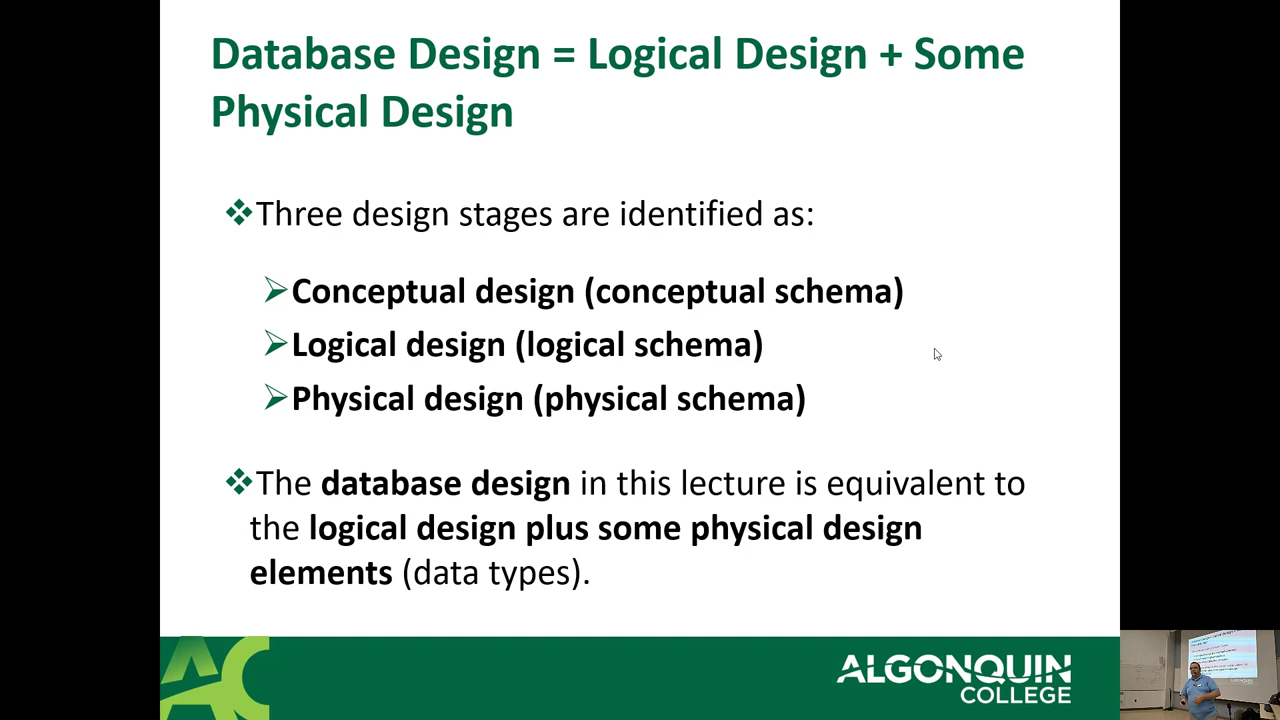 Database Design = Logical Design + Some
Physical Design
Three design stages are identified as:
Conceptual design (conceptual schema)
Logical design (logical schema)
Physical design (physical schema)
The database design in this lecture is equivalent to
the logical design plus some physical design
elements (data types).
AC
ALGONQUIN
COLLEGE